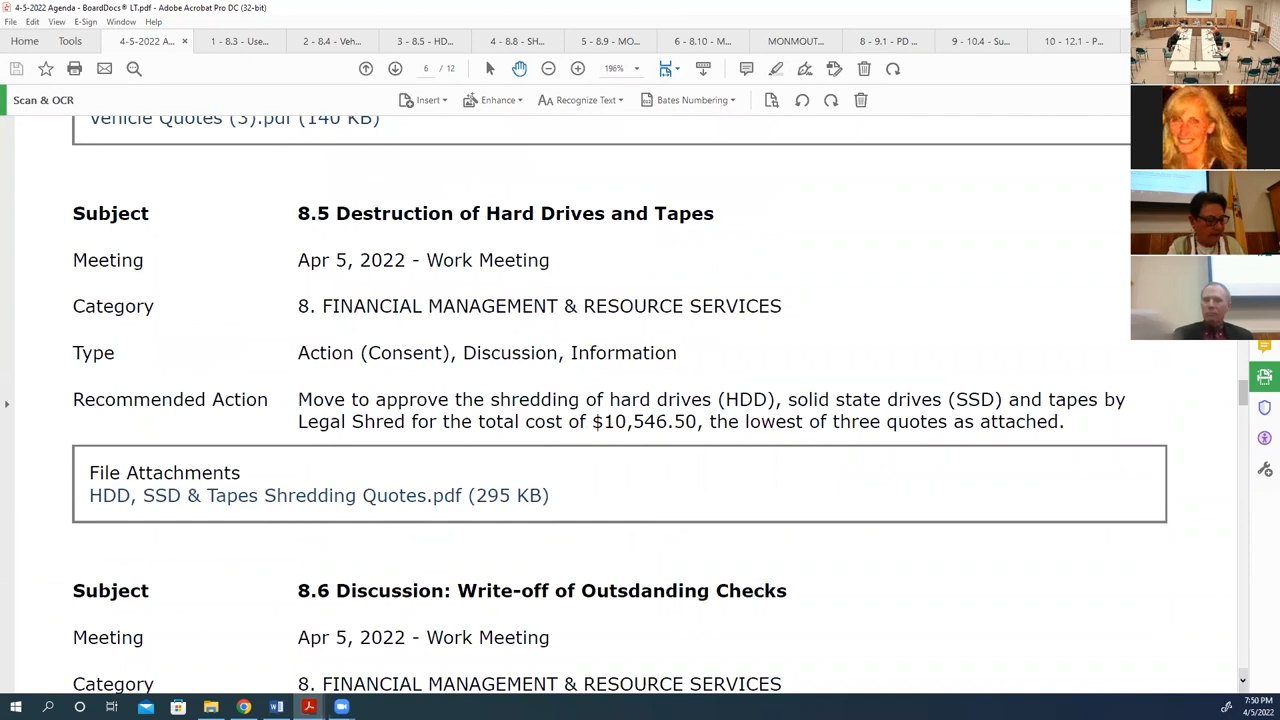 4-5-2022 Agenda - BoardDocs® LT.pdf - Adobe Acrobat Pro DC (32-bit)
File Edit View E-Sign Window Help
Home Tools 4-5-2022 A... × 1 - 8.3 - Use... 2 - 8.4 - Veh... 3 - 8.5 - HD... 5 - 8.9 - MO... 6 - 8.10 - M... MONMOUT... 8 - 9.1 - PD 10.4 - Su... 10 - 12.1 - P...
6 / 12 196%
Scan & OCR Insert Enhance Recognize Text Bates Numbering
Vehicle Quotes (3).pdf (140 KB)
Subject 8.5 Destruction of Hard Drives and Tapes
Meeting Apr 5, 2022 - Work Meeting
Category 8. FINANCIAL MANAGEMENT & RESOURCE SERVICES
Type Action (Consent), Discussion, Information
Recommended Action Move to approve the shredding of hard drives (HDD), solid state drives (SSD) and tapes by
Legal Shred for the total cost of $10,546.50, the lowest of three quotes as attached.
File Attachments
HDD, SSD & Tapes Shredding Quotes.pdf (295 KB)
Subject 8.6 Discussion: Write-off of Outsdanding Checks
Meeting Apr 5, 2022 - Work Meeting
Category 8. FINANCIAL MANAGEMENT & RESOURCE SERVICES
7:50 PM
4/5/2022